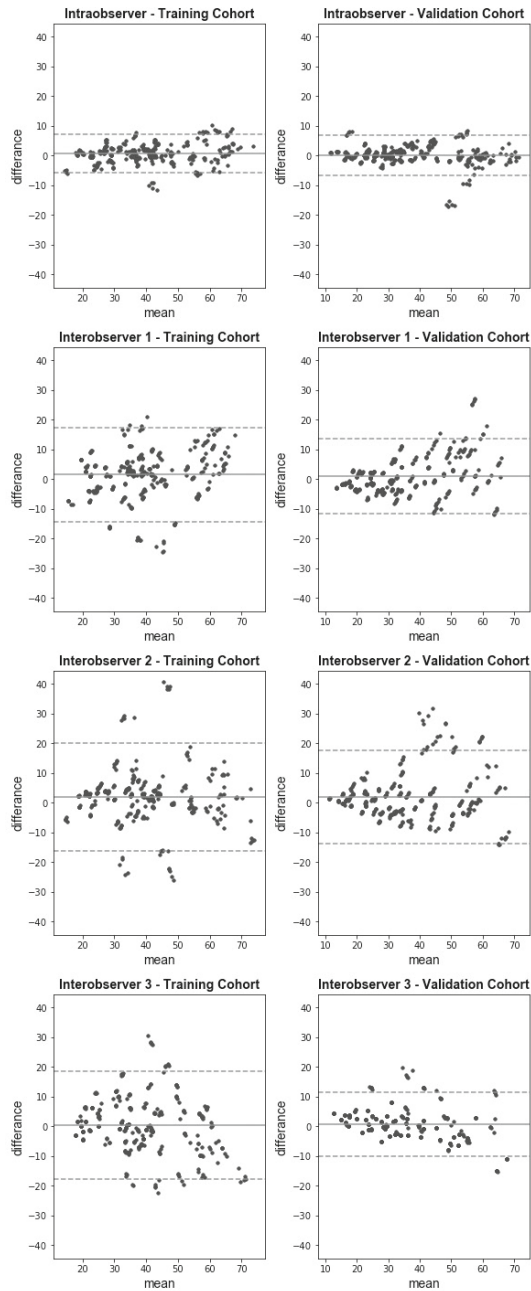 Intraobserver - Training Cohort
Intraobserver - Validation Cohort
40
30
20
10
0
−10
−20
−30
−40
differance
20 30 40 50 60 70
mean
40
30
20
10
0
−10
−20
−30
−40
differance
10 20 30 40 50 60 70
mean
Interobserver 1 - Training Cohort
Interobserver 1 - Validation Cohort
40
30
20
10
0
−10
−20
−30
−40
differance
20 30 40 50 60 70
mean
40
30
20
10
0
−10
−20
−30
−40
differance
10 20 30 40 50 60 70
mean
Interobserver 2 - Training Cohort
Interobserver 2 - Validation Cohort
40
30
20
10
0
−10
−20
−30
−40
differance
20 30 40 50 60 70
mean
40
30
20
10
0
−10
−20
−30
−40
differance
10 20 30 40 50 60 70
mean
Interobserver 3 - Training Cohort
Interobserver 3 - Validation Cohort
40
30
20
10
0
−10
−20
−30
−40
differance
20 30 40 50 60 70
mean
40
30
20
10
0
−10
−20
−30
−40
differance
10 20 30 40 50 60 70
mean